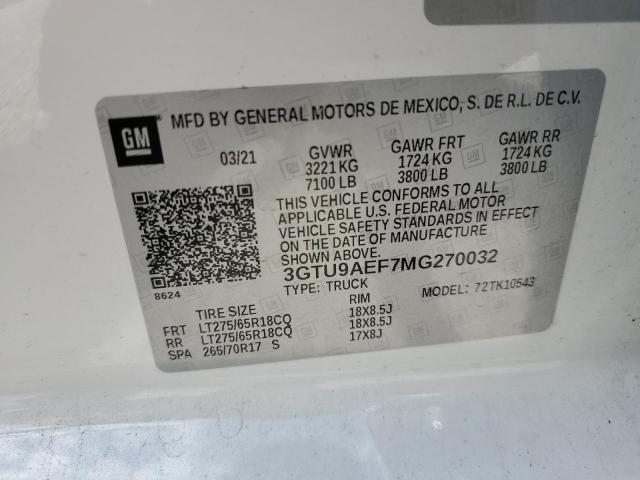 GM MFD BY GENERAL MOTORS DE MEXICO, S. DE R.L. DE C.V.
03/21 GVWR GAWR FRT GAWR RR
3221 KG 1724 KG 1724 KG
7100 LB 3800 LB 3800 LB
THIS VEHICLE CONFORMS TO ALL
APPLICABLE U.S. FEDERAL MOTOR
VEHICLE SAFETY STANDARDS IN EFFECT
ON THE DATE OF MANUFACTURE SHOWN ABOVE.
3GTU9AEF7MG270032
8624 TYPE: TRUCK MODEL: 72TK10543
TIRE SIZE RIM
FRT LT275/65R18CQ 18X8.5J
RR LT275/65R18CQ 18X8.5J
SPA 265/70R17 S 17X8J